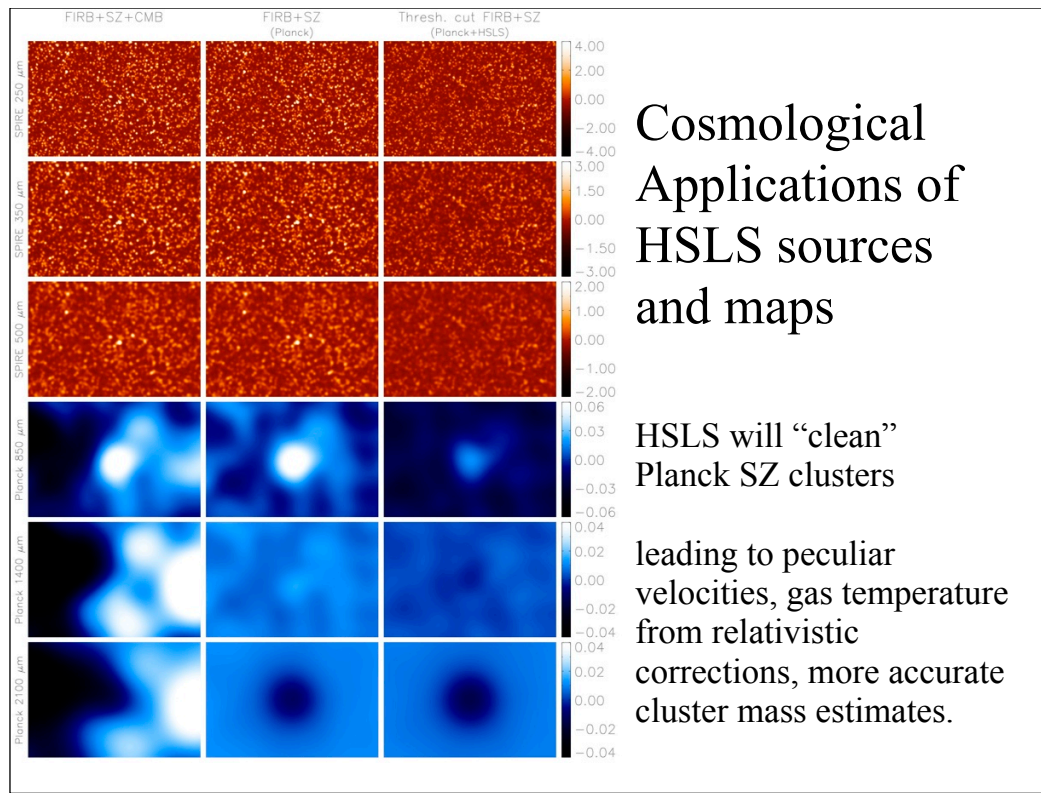 FIRB+SZ+CMB
FIRB+SZ
(Planck)
Thresh. cut FIRB+SZ
(Planck+HSLS)
SPIRE 250 μm
4.00
2.00
0.00
−2.00
−4.00
SPIRE 350 μm
3.00
1.50
0.00
−1.50
−3.00
SPIRE 500 μm
2.00
1.00
0.00
−1.00
−2.00
Planck 850 μm
0.06
0.03
0.00
−0.03
−0.06
Planck 1400 μm
0.04
0.02
0.00
−0.02
−0.04
Planck 2100 μm
0.04
0.02
0.00
−0.02
−0.04
Cosmological
Applications of
HSLS sources
and maps
HSLS will “clean”
Planck SZ clusters
leading to peculiar
velocities, gas temperature
from relativistic
corrections, more accurate
cluster mass estimates.